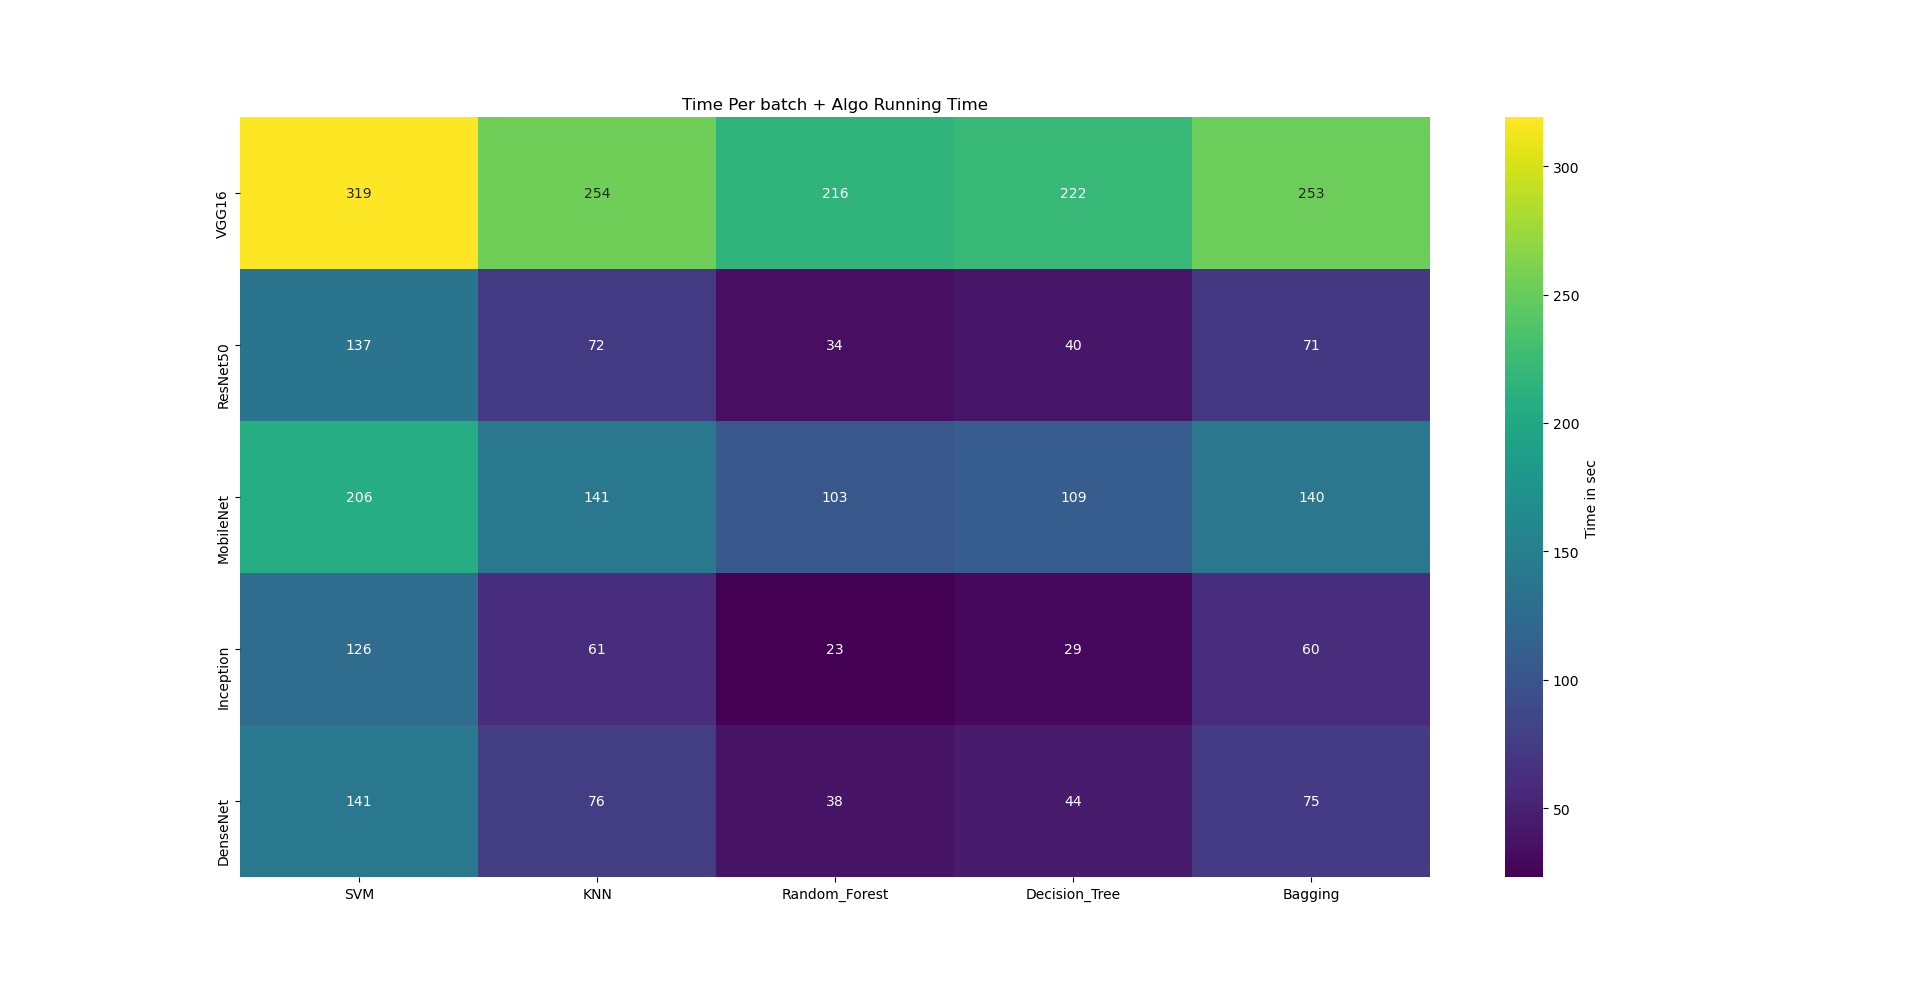 Time Per batch + Algo Running Time
VGG16
319 254 216 222 253
ResNet50
137 72 34 40 71
MobileNet
206 141 103 109 140
Inception
126 61 23 29 60
DenseNet
141 76 38 44 75
SVM KNN Random_Forest Decision_Tree Bagging
300
250
200
150
100
50
Time in sec